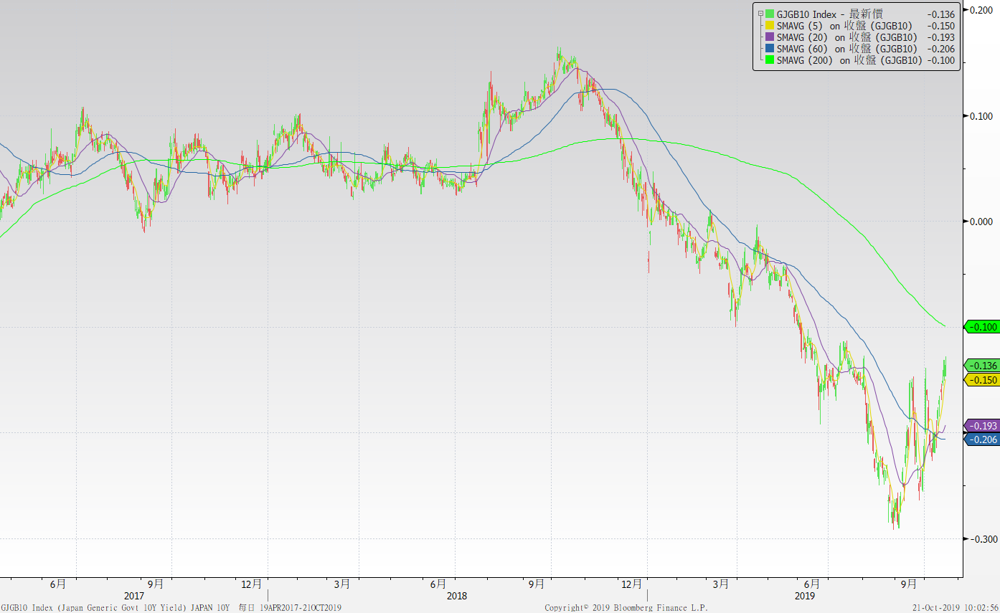 GJGB10 Index - 最新價 -0.136
SMAVG (5) on 收盤 (GJGB10) -0.150
SMAVG (20) on 收盤 (GJGB10) -0.193
SMAVG (60) on 收盤 (GJGB10) -0.206
SMAVG (200) on 收盤 (GJGB10) -0.100
0.200
0.100
0.000
-0.100
-0.136
-0.150
-0.193
-0.206
-0.300
6月 9月 12月 3月 6月 9月 12月 3月 6月 9月
2017 2018 2019
GJGB10 Index (Japan Generic Govt 10Y Yield) JAPAN 10Y 每日 19APR2017-21OCT2019 Copyright© 2019 Bloomberg Finance L.P. 21-Oct-2019 10:02:56